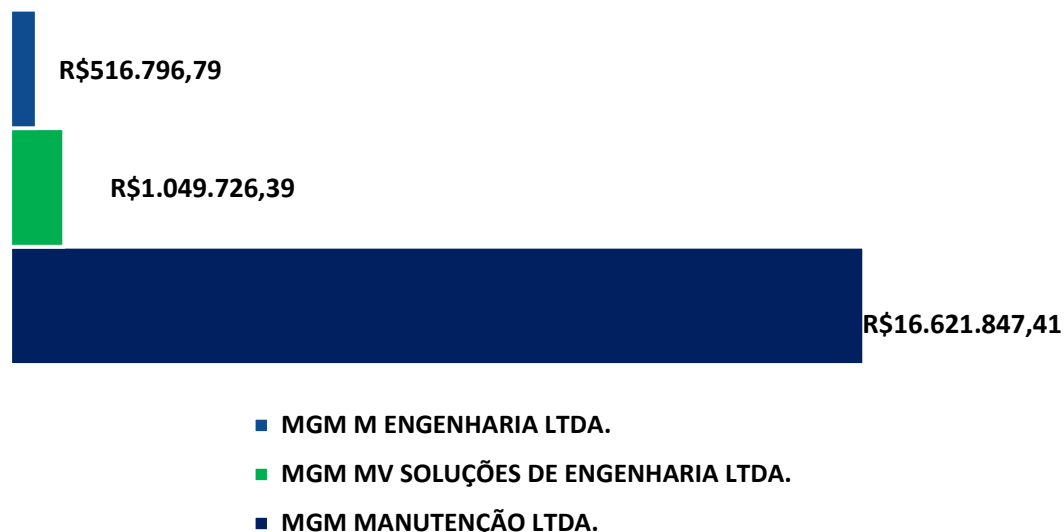 R$516.796,79
R$1.049.726,39
R$16.621.847,41
MGM M ENGENHARIA LTDA.
MGM MV SOLUÇÕES DE ENGENHARIA LTDA.
MGM MANUTENÇÃO LTDA.